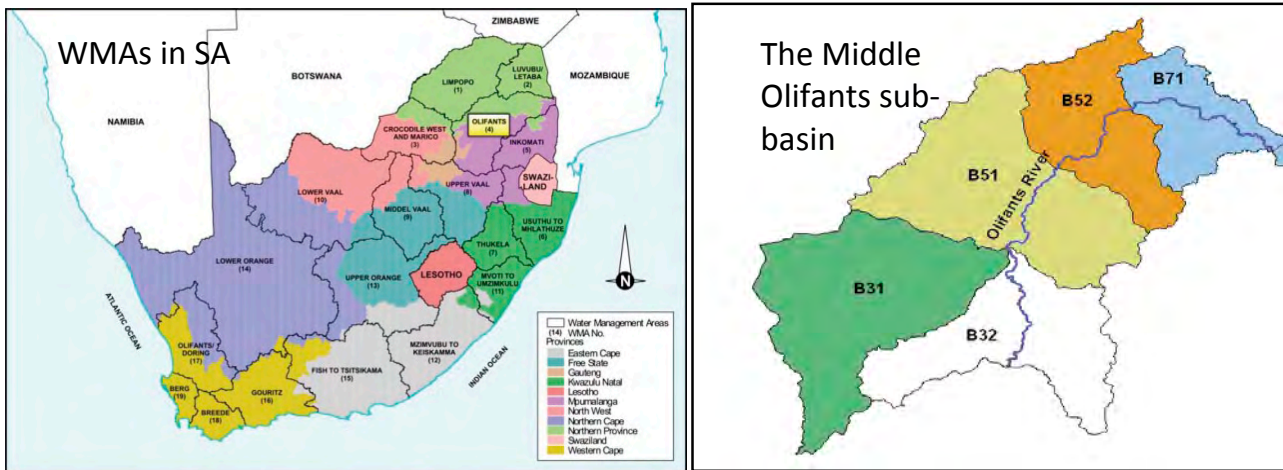 WMAs in SA
ZIMBABWE
BOTSWANA
MOZAMBIQUE
NAMIBIA
LIMPOPO
(1)
LUVUBU/
LETABA
(2)
OLIFANTS
(4)
CROCODILE WEST
AND MARICO
(3)
INKOMATI
(5)
SWAZI-
LAND
UPPER VAAL
(8)
LOWER VAAL
(10)
MIDDEL VAAL
(9)
USUTHU TO
MHLATHUZE
(6)
THUKELA
(7)
LOWER ORANGE
(14)
UPPER ORANGE
(13)
LESOTHO
MVOTI TO
UMZIMKULU
(11)
N
ATLANTIC OCEAN
OLIFANTS/
DORING
(17)
MZIMVUBU TO
KEISKAMMA
(12)
FISH TO TSITSIKAMA
(15)
INDIAN OCEAN
BERG
(19)
GOURITZ
(16)
BREEDE
(18)
Water Management Areas
(14) WMA No.
Provinces
Eastern Cape
Free State
Gauteng
Kwazulu Natal
Lesotho
Mpumalanga
North West
Northern Cape
Northern Province
Swaziland
Western Cape
The Middle
Olifants sub-
basin
B71
B52
B51
Olifants River
B31
B32